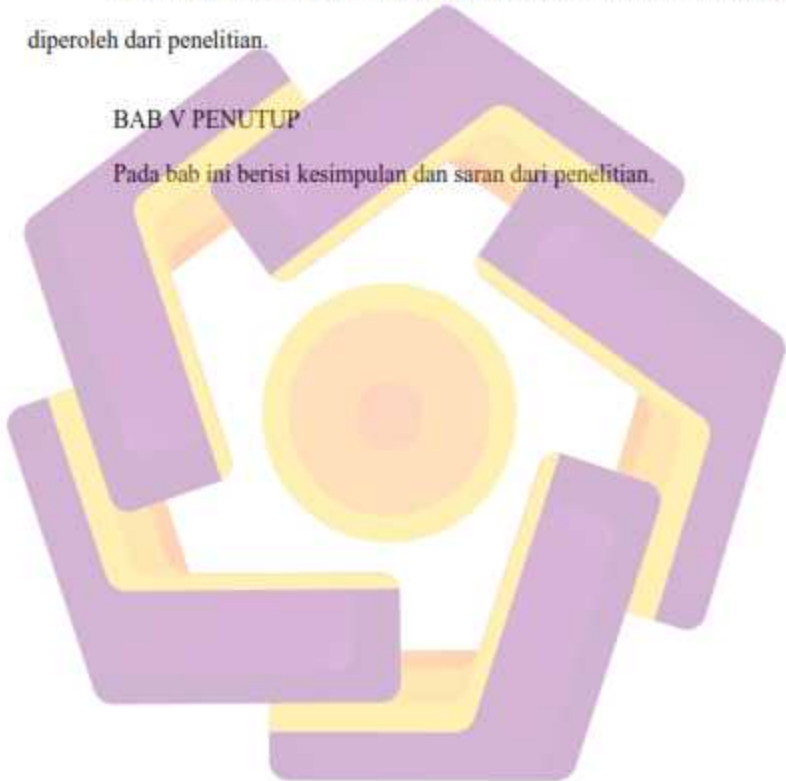 diperoleh dari penelitian.
BAB V PENUTUP
Pada bab ini berisi kesimpulan dan saran dari penelitian.